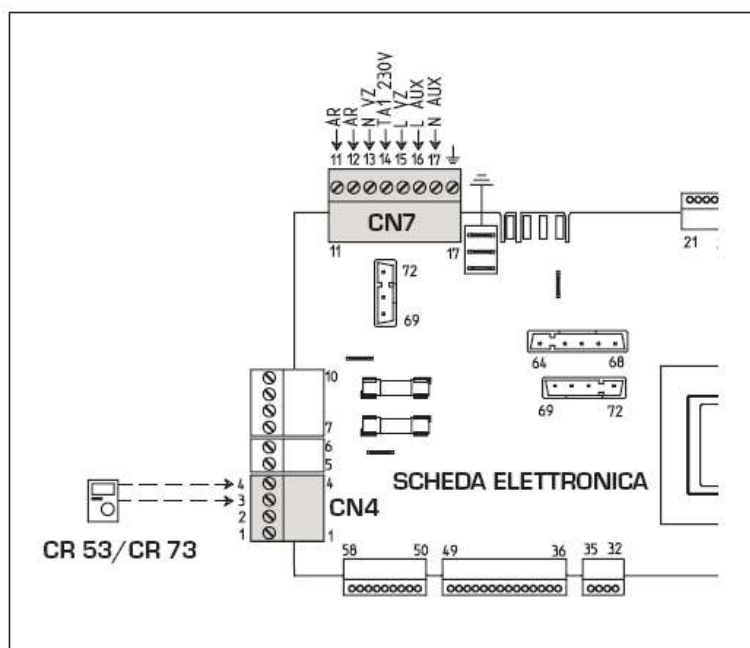 AR
AR
N VZ
TA1 230V
L VZ
L AUX
N AUX
11 12 13 14 15 16 17
CN7
11 17
21
72
69
64 68
69 72
10
7
6
5
4 4
3
2
1 1
CN4
SCHEDA ELETTRONICA
CR 53/CR 73
58 50 49 36 35 32